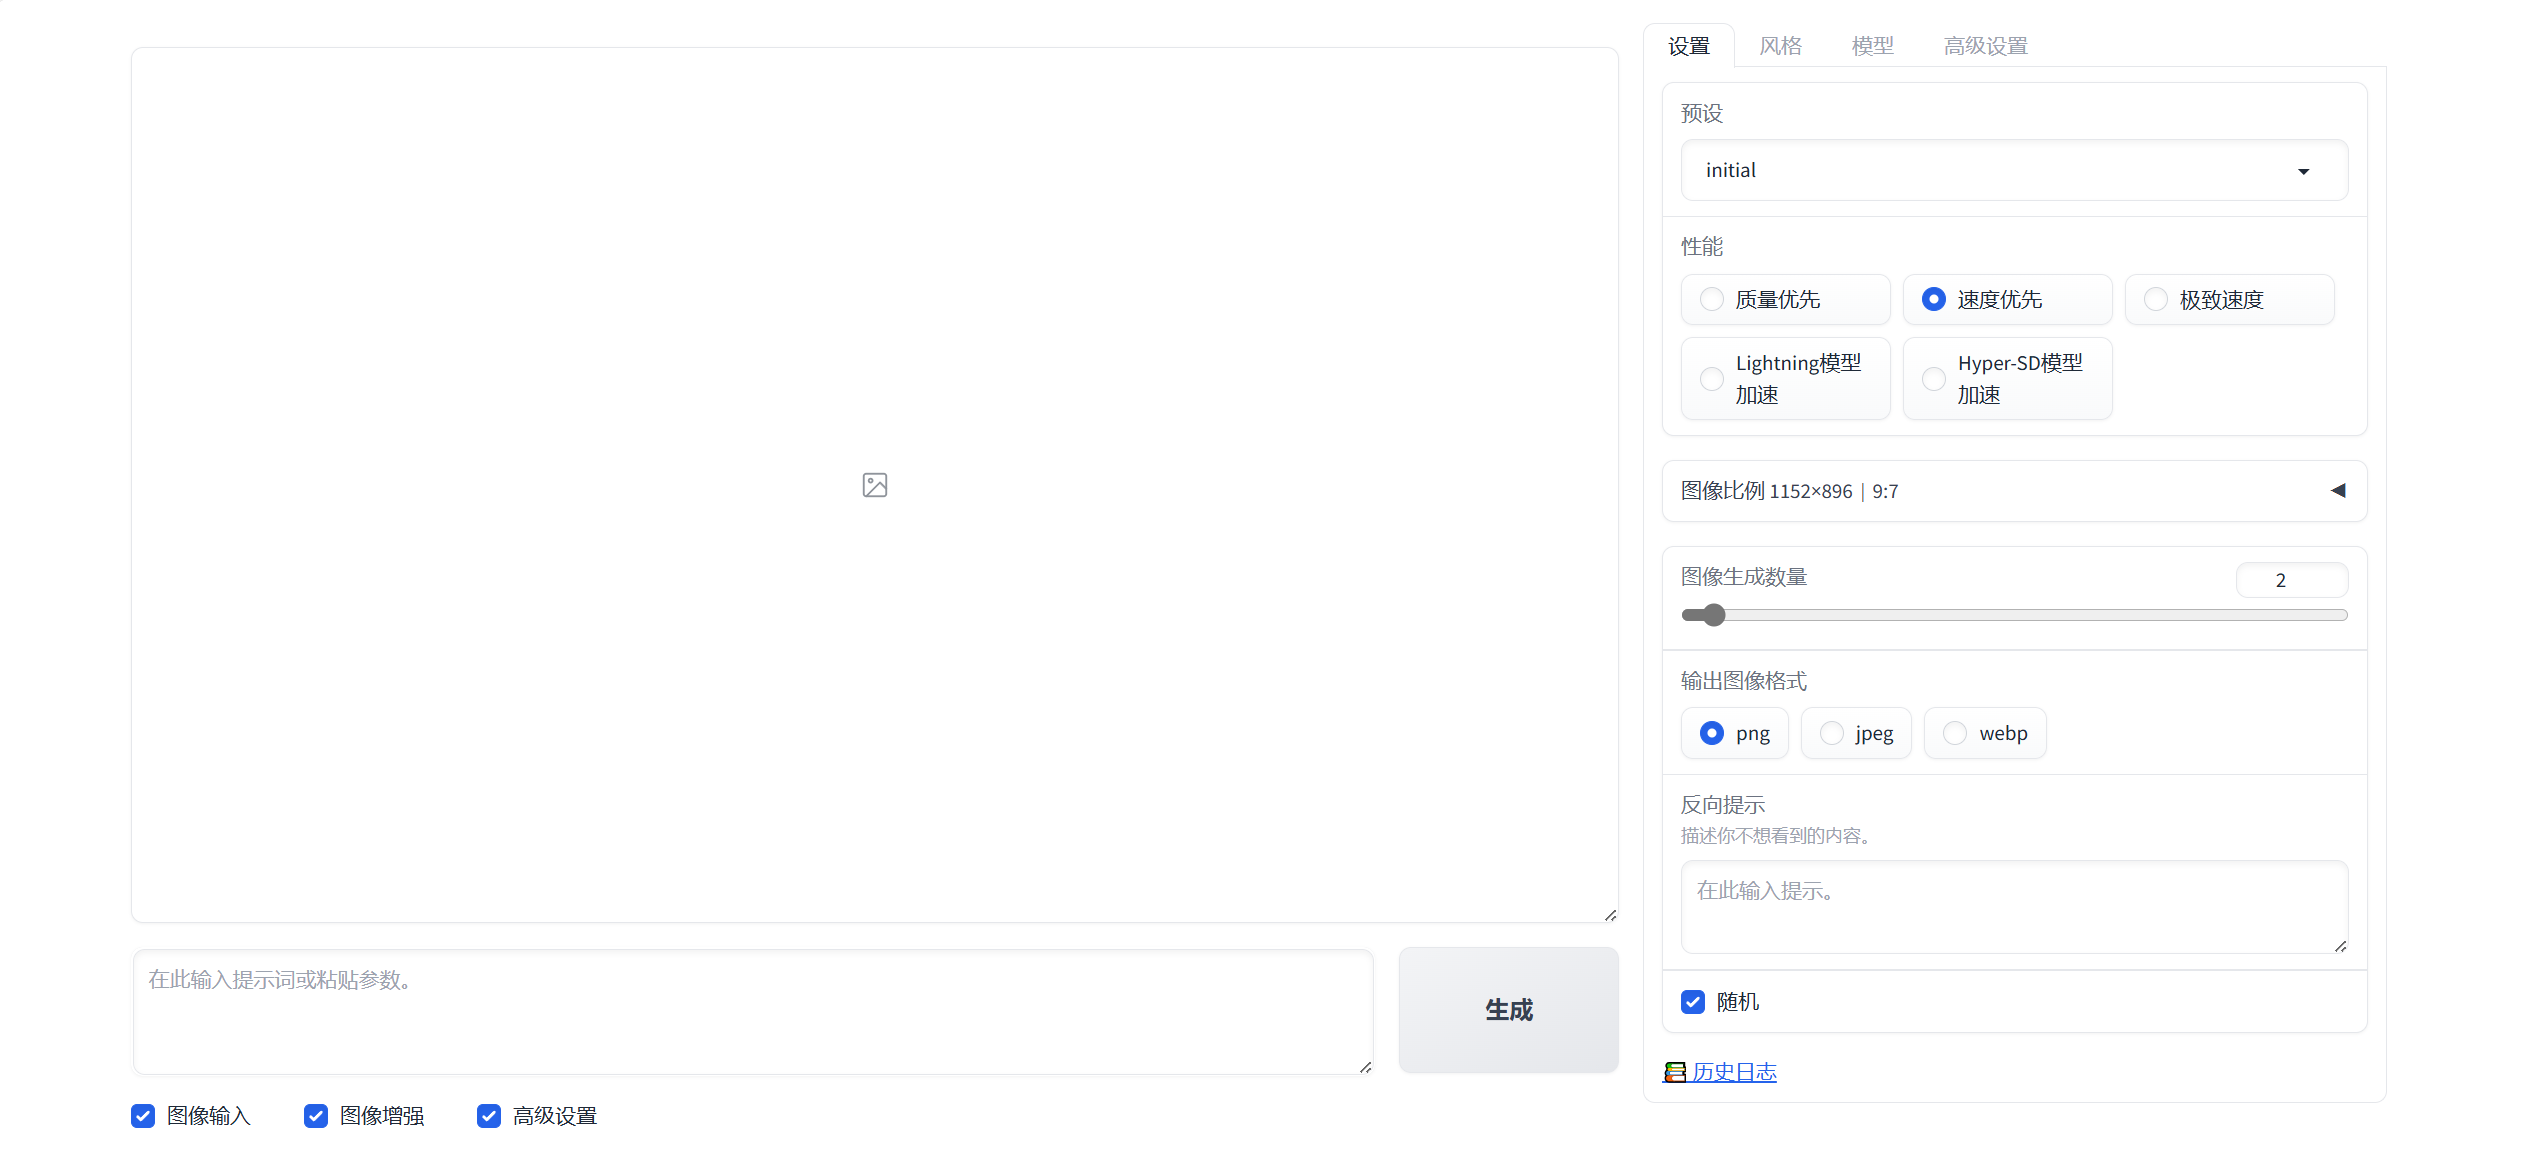 设置
风格
模型
高级设置
预设
initial
性能
质量优先
速度优先
极致速度
Lightning模型
加速
Hyper-SD模型
加速
图像比例 1152×896 | 9:7
图像生成数量
2
输出图像格式
png
jpeg
webp
反向提示
描述你不想看到的内容。
在此输入提示。
随机
历史日志
在此输入提示词或粘贴参数。
生成
图像输入
图像增强
高级设置